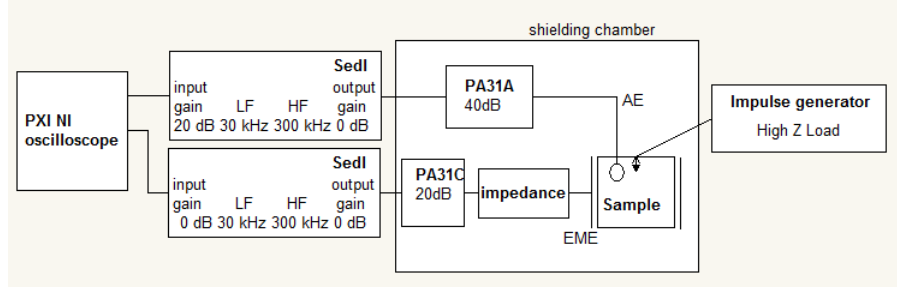 shielding chamber
PXI NI
oscilloscope
SedI
input output
gain LF HF gain
20 dB 30 kHz 300 kHz 0 dB
PA31A
40dB
AE
Impulse generator
High Z Load
SedI
input output
gain LF HF gain
0 dB 30 kHz 300 kHz 0 dB
PA31C
20dB
impedance
Sample
EME